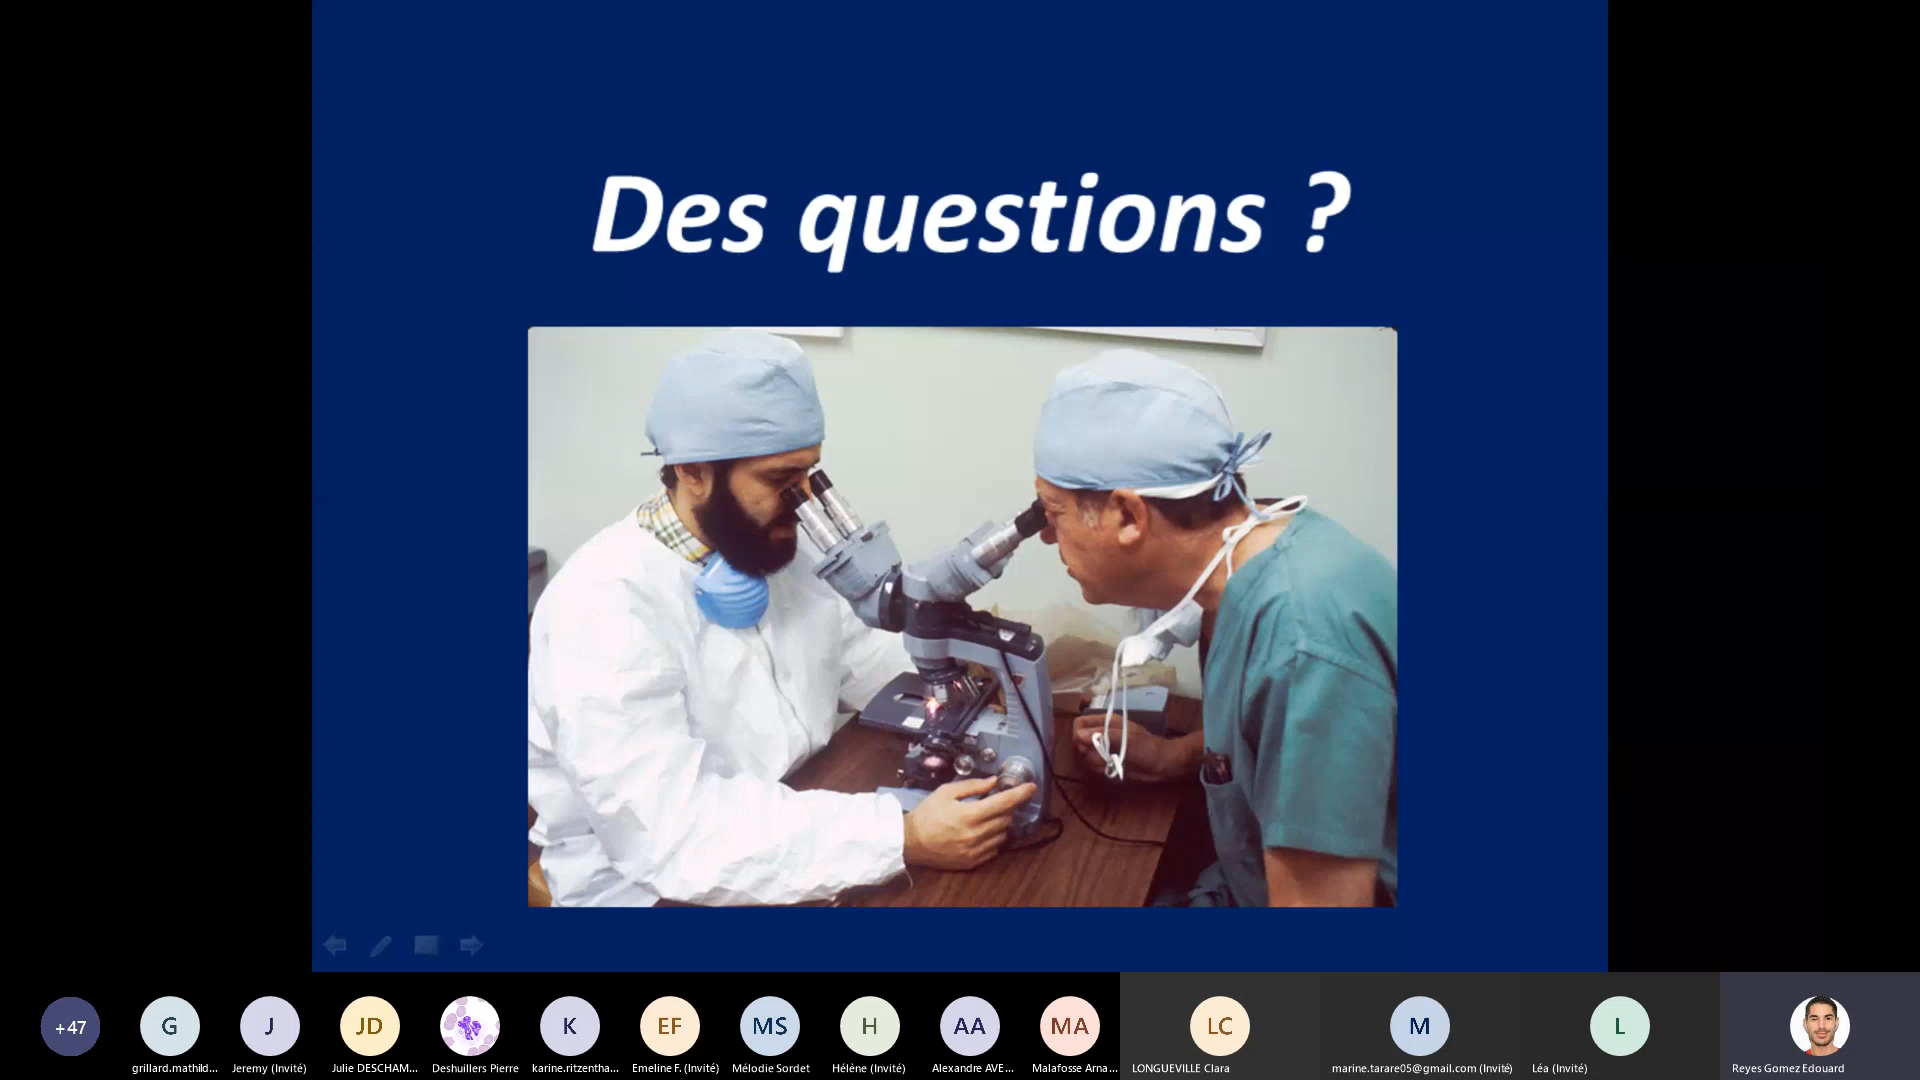 Des questions ?
+47
G
J
JD
K
EF
MS
H
AA
MA
LC
M
L
grillard.mathild...
Jeremy (Invité)
Julie DESCHAM...
Deshuillers Pierre
karine.ritzentha...
Emeline F. (Invité)
Mélodie Sordet
Hélène (Invité)
Alexandre AVE...
Malafosse Arna...
LONGUEVILLE Clara
marine.tarare05@gmail.com (Invité)
Léa (Invité)
Reyes Gomez Edouard